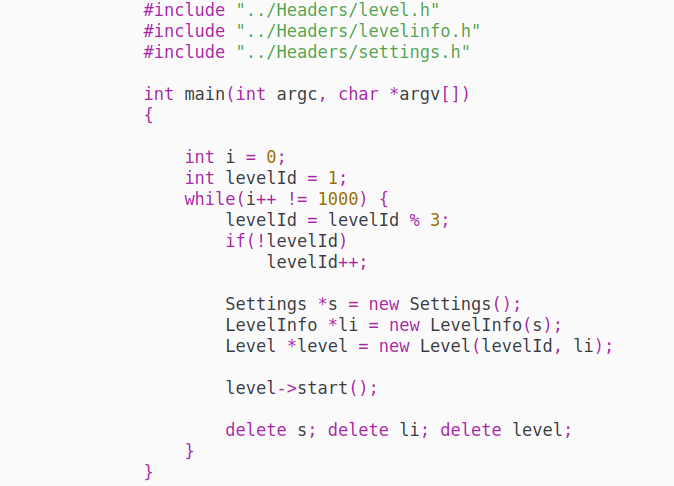 #include "../Headers/level.h"
#include "../Headers/levelinfo.h"
#include "../Headers/settings.h"

int main(int argc, char *argv[])
{

    int i = 0;
    int levelId = 1;
    while(i++ != 1000) {
        levelId = levelId % 3;
        if(!levelId)
            levelId++;

        Settings *s = new Settings();
        LevelInfo *li = new LevelInfo(s);
        Level *level = new Level(levelId, li);

        level->start();

        delete s; delete li; delete level;
    }
}